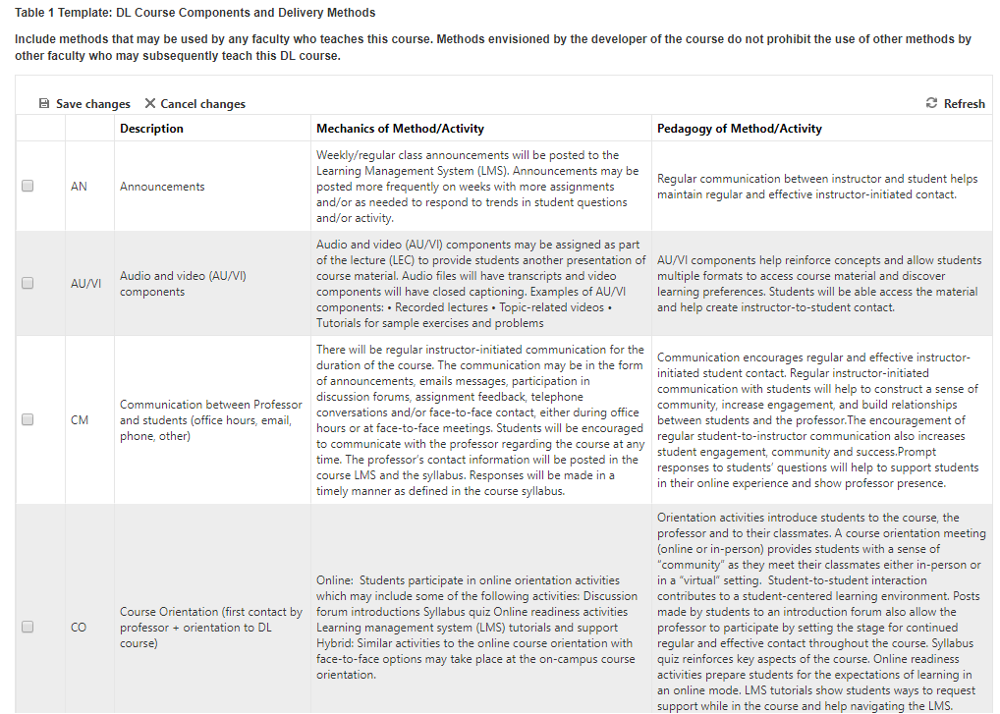 Table 1 Template: DL Course Components and Delivery Methods
Include methods that may be used by any faculty who teaches this course. Methods envisioned by the developer of the course do not prohibit the use of other methods by
other faculty who may subsequently teach this DL course.
Save changes Cancel changes Refresh
Description Mechanics of Method/Activity Pedagogy of Method/Activity
AN
Announcements
Weekly/regular class announcements will be posted to the
Learning Management System (LMS). Announcements may be
posted more frequently on weeks with more assignments
and/or as needed to respond to trends in student questions
and/or activity.
Regular communication between instructor and student helps
maintain regular and effective instructor-initiated contact.
AU/VI
Audio and video (AU/VI)
components
Audio and video (AU/VI) components may be assigned as part
of the lecture (LEC) to provide students another presentation of
course material. Audio files will have transcripts and video
components will have closed captioning. Examples of AU/VI
components: • Recorded lectures • Topic-related videos •
Tutorials for sample exercises and problems
AU/VI components help reinforce concepts and allow students
multiple formats to access course material and discover
learning preferences. Students will be able access the material
and help create instructor-to-student contact.
CM
Communication between Professor
and students (office hours, email,
phone, other)
There will be regular instructor-initiated communication for the
duration of the course. The communication may be in the form
of announcements, emails messages, participation in
discussion forums, assignment feedback, telephone
conversations and/or face-to-face contact, either during office
hours or at face-to-face meetings. Students will be encouraged
to communicate with the professor regarding the course at any
time. The professor's contact information will be posted in the
course LMS and the syllabus. Responses will be made in a
timely manner as defined in the course syllabus.
Communication encourages regular and effective instructor-
initiated student contact. Regular instructor-initiated
communication with students will help to construct a sense of
community, increase engagement, and build relationships
between students and the professor.The encouragement of
regular student-to-instructor communication also increases
student engagement, community and success.Prompt
responses to students' questions will help to support students
in their online experience and show professor presence.
CO
Course Orientation (first contact by
professor + orientation to DL
course)
Online: Students participate in online orientation activities
which may include some of the following activities: Discussion
forum introductions Syllabus quiz Online readiness activities
Learning management system (LMS) tutorials and support
Hybrid: Similar activities to the online course orientation with
face-to-face options may take place at the on-campus course
orientation.
Orientation activities introduce students to the course, the
professor and to their classmates. A course orientation meeting
(online or in-person) provides students with a sense of
"community" as they meet their classmates either in-person or
in a "virtual" setting. Student-to-student interaction
contributes to a student-centered learning environment. Posts
made by students to an introduction forum also allow the
professor to participate by setting the stage for continued
regular and effective contact throughout the course. Syllabus
quiz reinforces key aspects of the course. Online readiness
activities prepare students for the expectations of learning in
an online mode. LMS tutorials show students ways to request
support while in the course and help navigating the LMS.